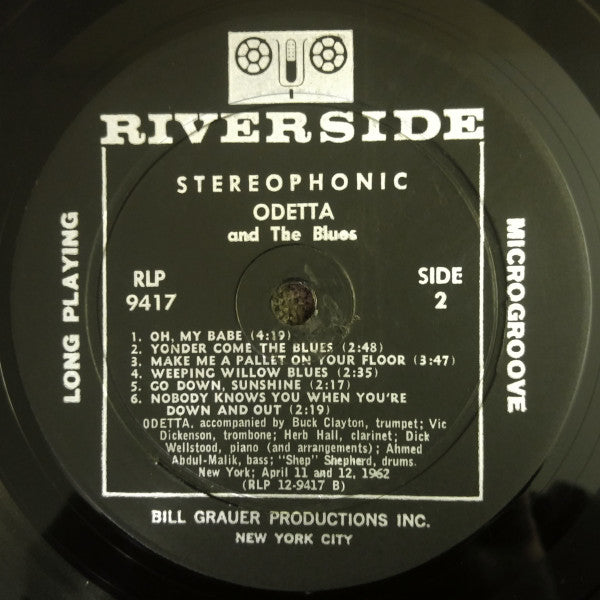 RIVERSIDE
STEREOPHONIC
ODETTA
and The Blues
LONG PLAYING
RLP
9417
SIDE
2
MICROGROOVE
1. OH, MY BABE (4:19)
2. YONDER COME THE BLUES (2:48)
3. MAKE ME A PALLET ON YOUR FLOOR (3:47)
4. WEEPING WILLOW BLUES (2:35)
5. GO DOWN, SUNSHINE (2:17)
6. NOBODY KNOWS YOU WHEN YOU'RE
DOWN AND OUT (2:19)
ODETTA, accompanied by Buck Clayton, trumpet; Vic
Dickenson, trombone; Herb Hall, clarinet; Dick
Wellstood, piano (and arrangements); Ahmed
Abdul-Malik, bass; "Shep" Shepherd, drums.
New York; April 11 and 12, 1962
(RLP 12-9417 B)
BILL GRAUER PRODUCTIONS INC.
NEW YORK CITY